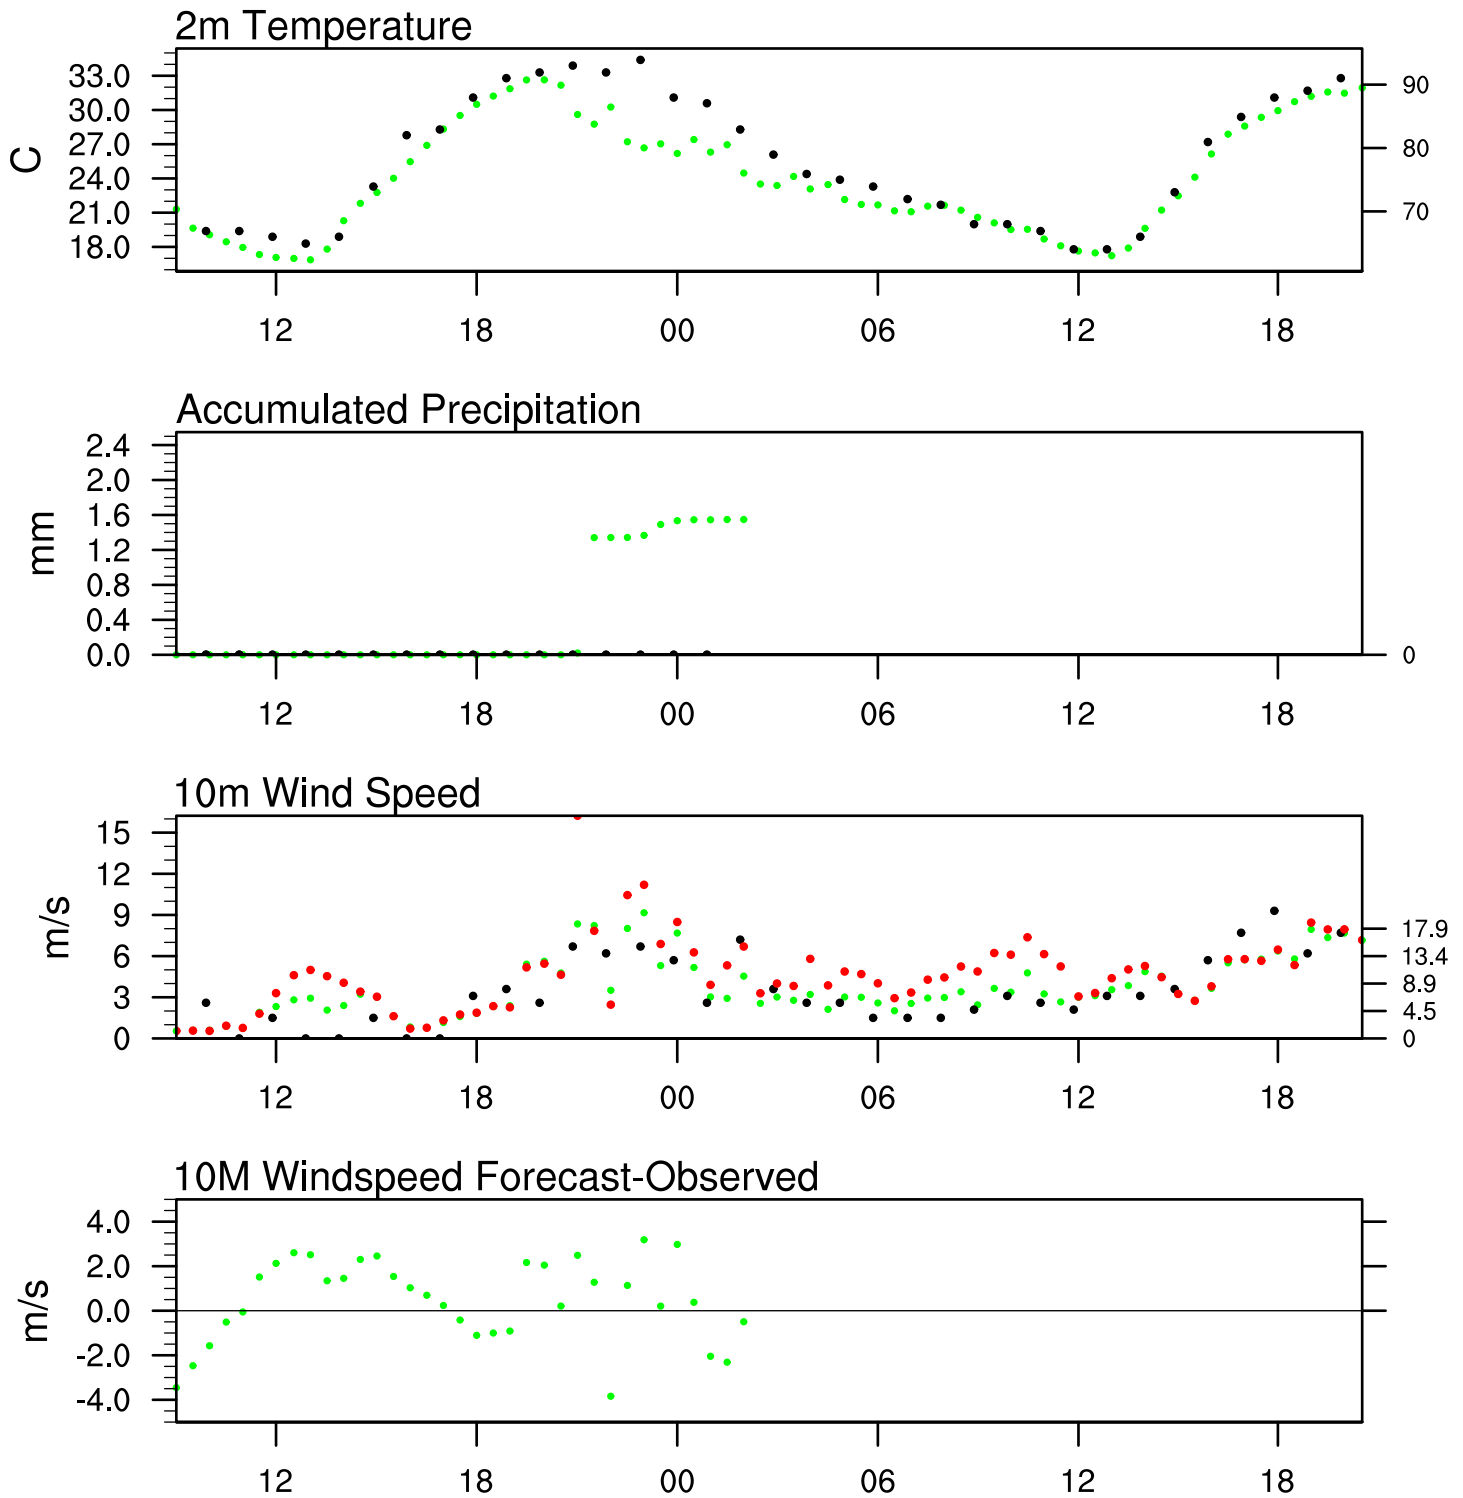 2m Temperature
33.0
30.0
27.0
24.0
21.0
18.0
C
90
80
70
12 18 00 06 12 18
Accumulated Precipitation
2.4
2.0
1.6
1.2
0.8
0.4
0.0
mm
0
12 18 00 06 12 18
10m Wind Speed
15
12
9
6
3
0
m/s
17.9
13.4
8.9
4.5
0
12 18 00 06 12 18
10M Windspeed Forecast-Observed
4.0
2.0
0.0
-2.0
-4.0
m/s
12 18 00 06 12 18